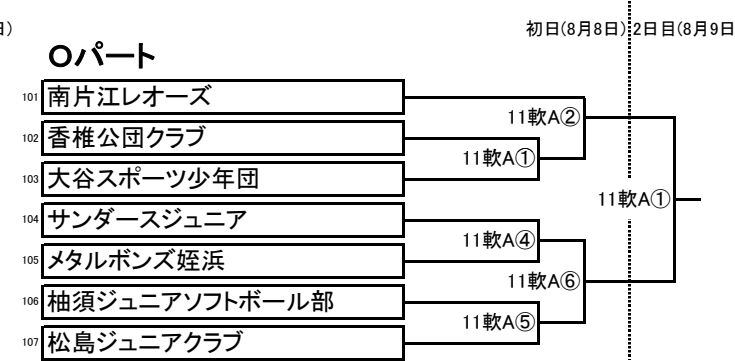 日)
初日(8月8日) 2日目(8月9日
Oパート
101 南片江レオーズ
11軟A②
102 香椎公団クラブ
11軟A①
103 大谷スポーツ少年団
11軟A①
104 サンダースジュニア
11軟A④
105 メタルボンズ姪浜
11軟A⑥
106 柚須ジュニアソフトボール部
11軟A⑤
107 松島ジュニアクラブ